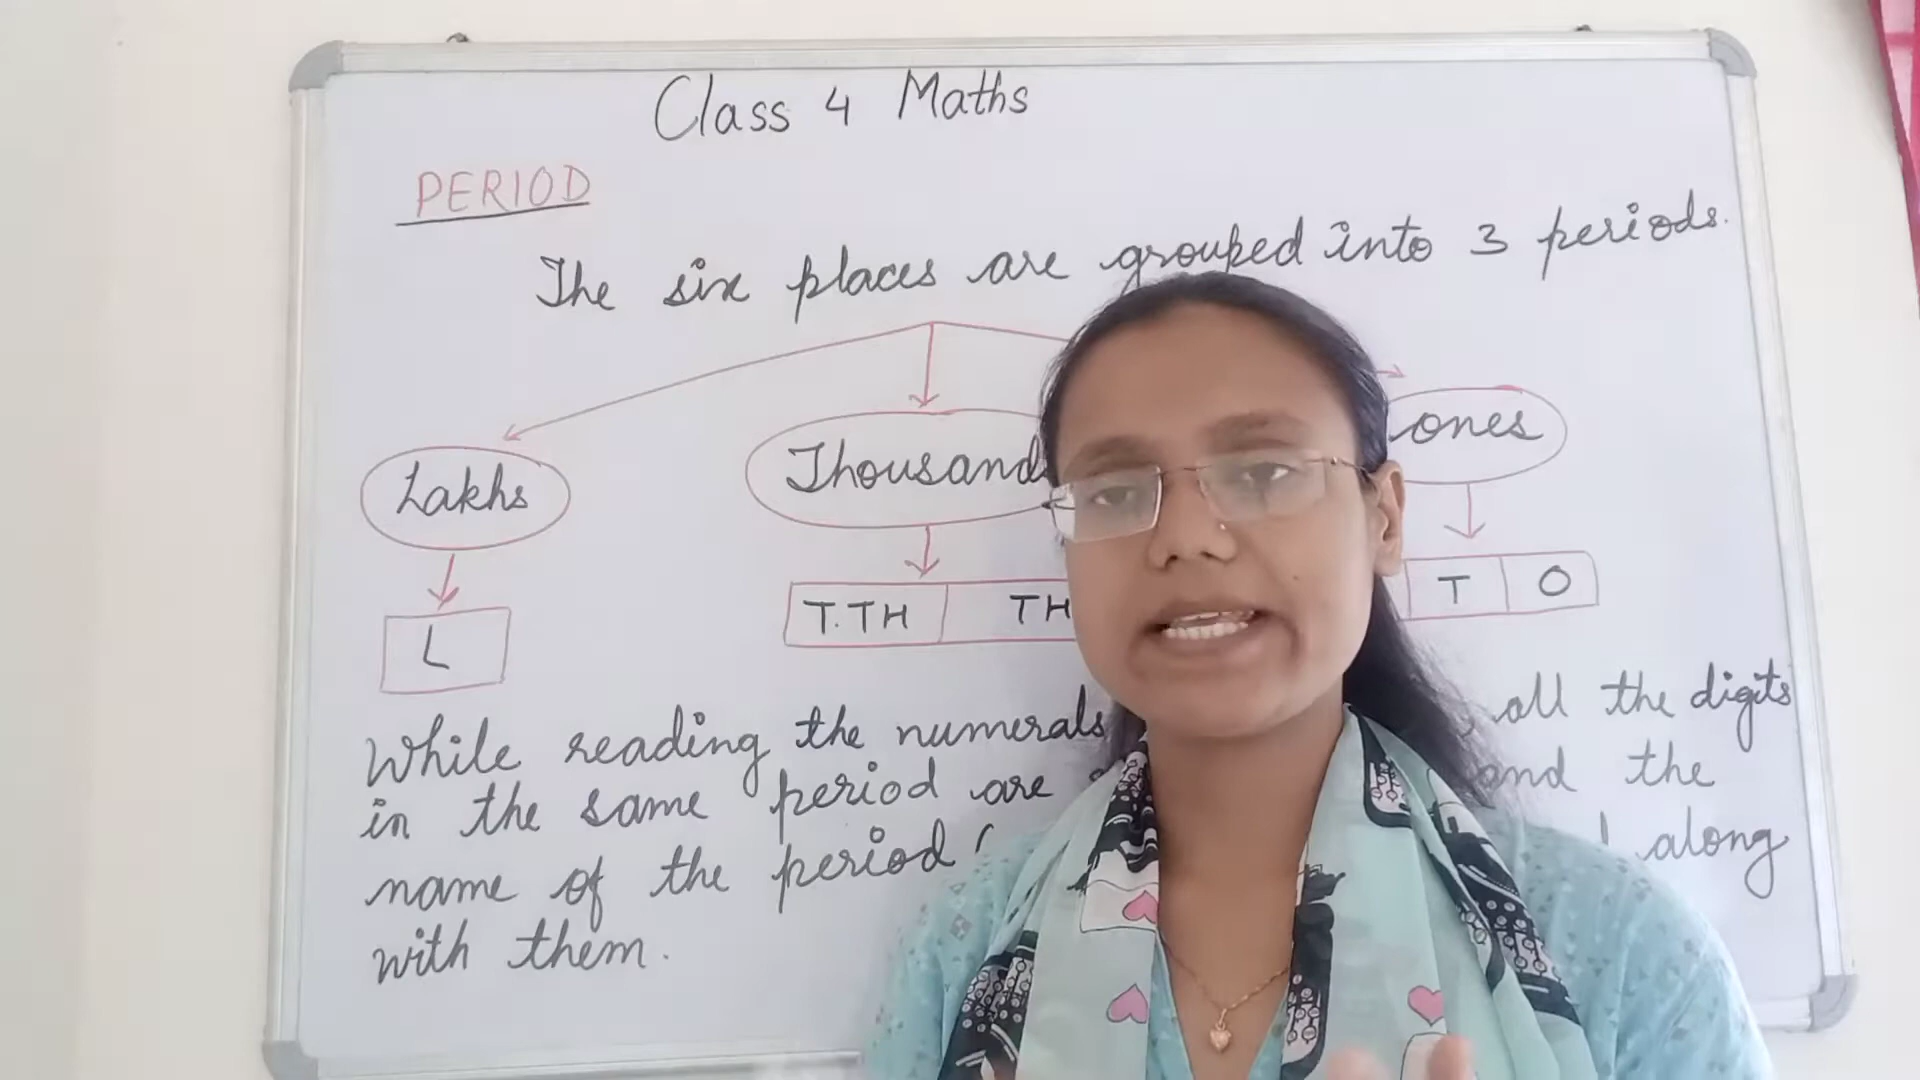 Class 4 Maths
PERIOD
The six places are grouped into 3 periods.
Lakhs Thousands ones
L T.TH TH T O
While reading the numerals all the digits
in the same period are and the
name of the period along
with them.